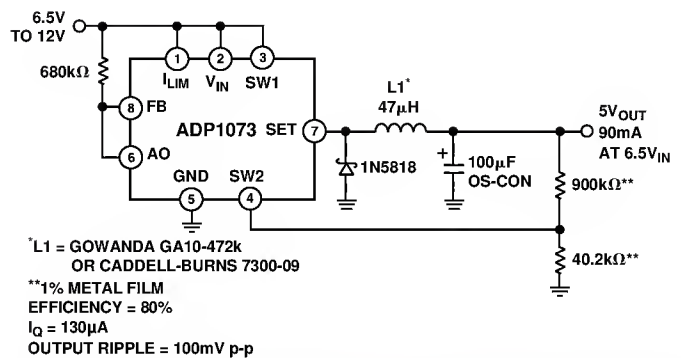 6.5V
TO 12V
680kΩ
1
2
3
I_LIM
V_IN
SW1
8
FB
ADP1073
SET
7
6
AO
GND
SW2
5
4
L1*
47μH
1N5818
+
100μF
OS-CON
5V_OUT
90mA
AT 6.5V_IN
900kΩ**
40.2kΩ**
*L1 = GOWANDA GA10-472k
OR CADDELL-BURNS 7300-09
**1% METAL FILM
EFFICIENCY = 80%
I_Q = 130μA
OUTPUT RIPPLE = 100mV p-p